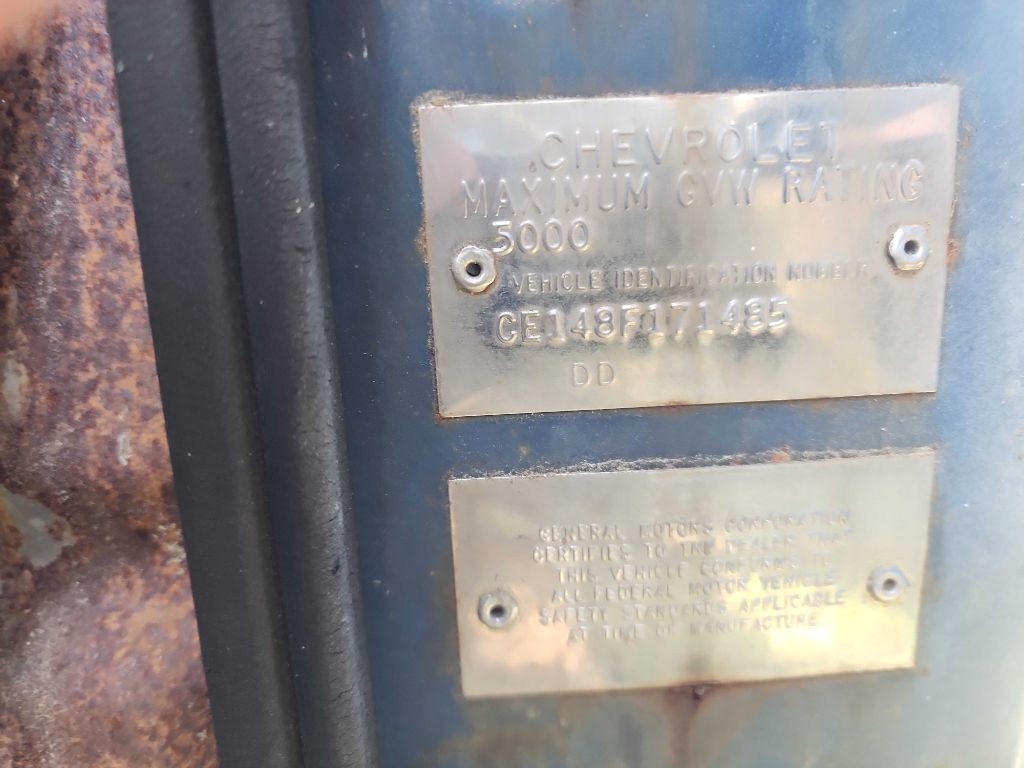 CHEVROLET
MAXIMUM GVW RATING
5000
VEHICLE IDENTIFICATION NUMBER
CE148F171485
DD
GENERAL MOTORS CORPORATION
CERTIFIES TO THE DEALER THAT
THIS VEHICLE CONFORMS TO
ALL FEDERAL MOTOR VEHICLE
SAFETY STANDARDS APPLICABLE
AT TIME OF MANUFACTURE